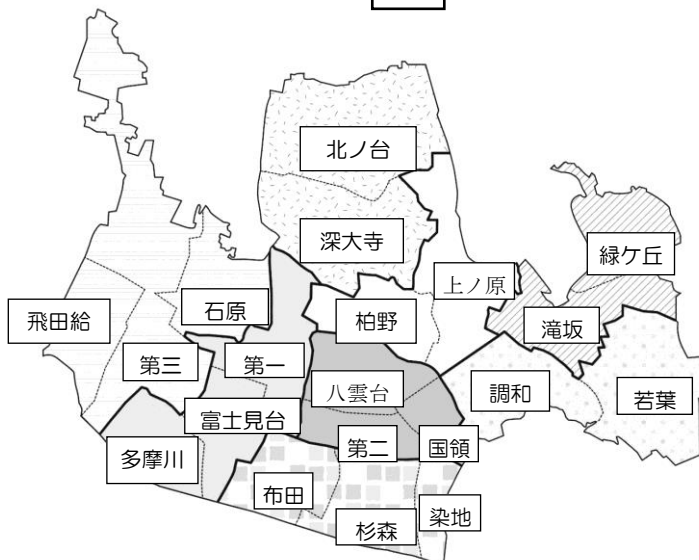 北ノ台
深大寺
緑ケ丘
上ノ原
石原
柏野
飛田給
滝坂
第三
第一
八雲台
調和
若葉
富士見台
第二
国領
多摩川
布田
染地
杉森